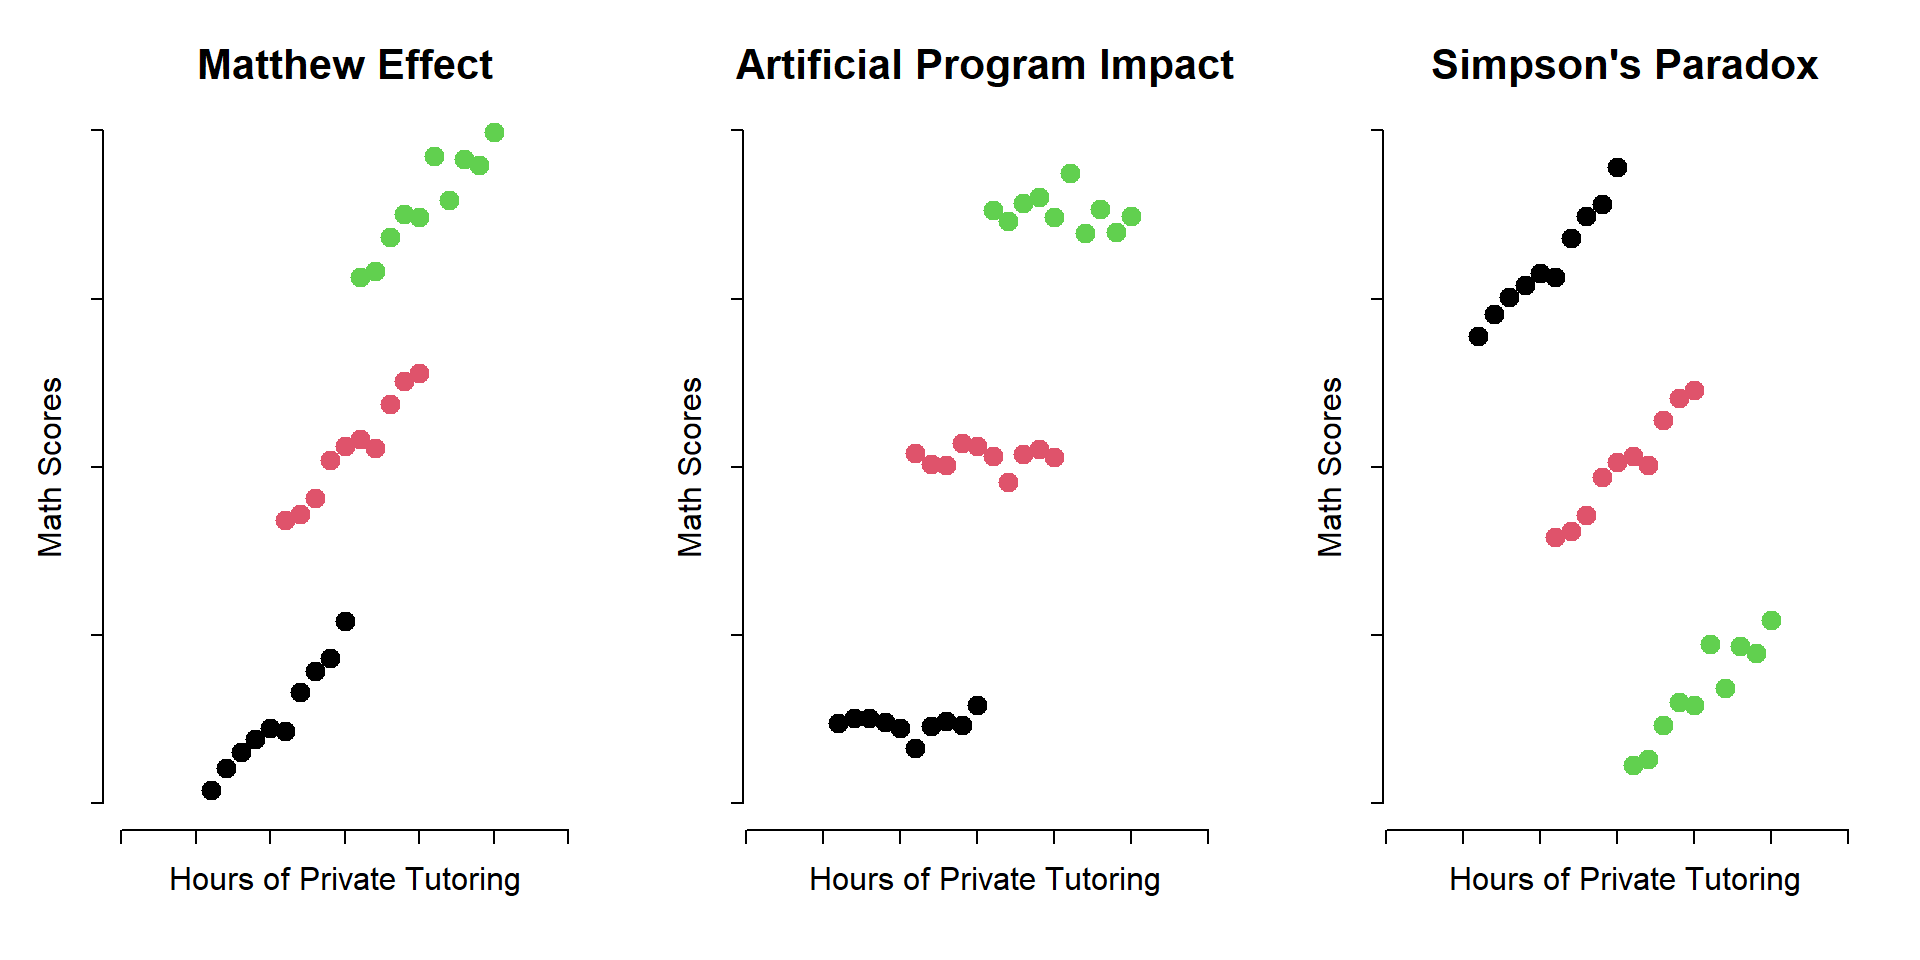 Matthew Effect
Math Scores
Hours of Private Tutoring
Artificial Program Impact
Math Scores
Hours of Private Tutoring
Simpson's Paradox
Math Scores
Hours of Private Tutoring